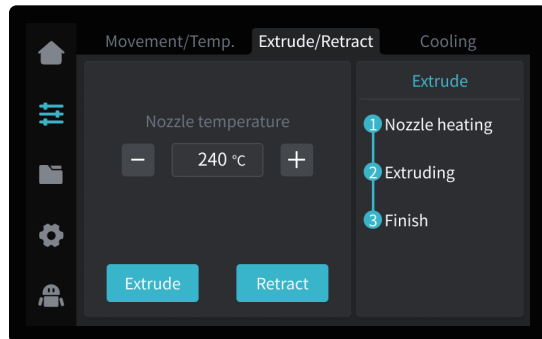 Movement/Temp. Extrude/Retract Cooling
Nozzle temperature
− 240 °C +
Extrude Retract
Extrude
1 Nozzle heating
2 Extruding
3 Finish